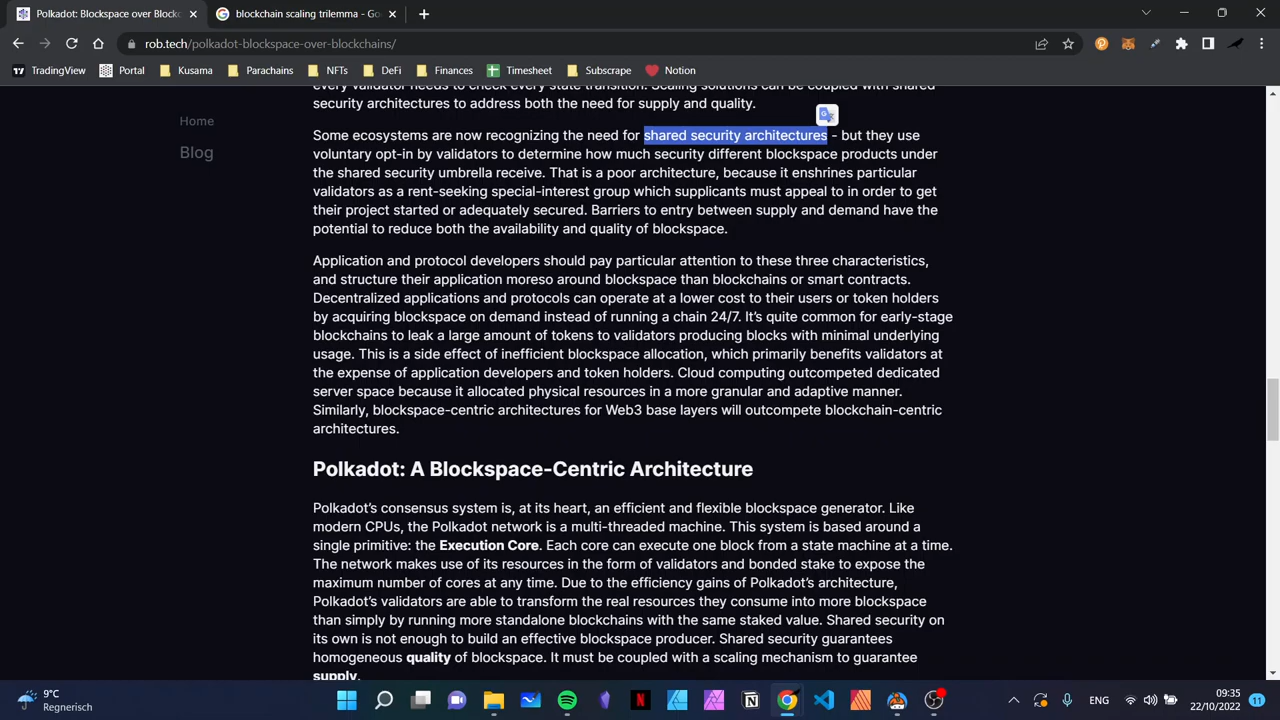 Polkadot: Blockspace over Blockc
blockchain scaling trilemma - Go
rob.tech/polkadot-blockspace-over-blockchains/
TradingView
Portal
Kusama
Parachains
NFTs
DeFi
Finances
Timesheet
Subscrape
Notion
Home
Blog
every validator needs to check every state transition. Scaling solutions can be coupled with shared
security architectures to address both the need for supply and quality.
Some ecosystems are now recognizing the need for shared security architectures - but they use
voluntary opt-in by validators to determine how much security different blockspace products under
the shared security umbrella receive. That is a poor architecture, because it enshrines particular
validators as a rent-seeking special-interest group which supplicants must appeal to in order to get
their project started or adequately secured. Barriers to entry between supply and demand have the
potential to reduce both the availability and quality of blockspace.
Application and protocol developers should pay particular attention to these three characteristics,
and structure their application moreso around blockspace than blockchains or smart contracts.
Decentralized applications and protocols can operate at a lower cost to their users or token holders
by acquiring blockspace on demand instead of running a chain 24/7. It’s quite common for early-stage
blockchains to leak a large amount of tokens to validators producing blocks with minimal underlying
usage. This is a side effect of inefficient blockspace allocation, which primarily benefits validators at
the expense of application developers and token holders. Cloud computing outcompeted dedicated
server space because it allocated physical resources in a more granular and adaptive manner.
Similarly, blockspace-centric architectures for Web3 base layers will outcompete blockchain-centric
architectures.
Polkadot: A Blockspace-Centric Architecture
Polkadot’s consensus system is, at its heart, an efficient and flexible blockspace generator. Like
modern CPUs, the Polkadot network is a multi-threaded machine. This system is based around a
single primitive: the Execution Core. Each core can execute one block from a state machine at a time.
The network makes use of its resources in the form of validators and bonded stake to expose the
maximum number of cores at any time. Due to the efficiency gains of Polkadot’s architecture,
Polkadot’s validators are able to transform the real resources they consume into more blockspace
than simply by running more standalone blockchains with the same staked value. Shared security on
its own is not enough to build an effective blockspace producer. Shared security guarantees
homogeneous quality of blockspace. It must be coupled with a scaling mechanism to guarantee
supply.
9°C
Regnerisch
ENG
09:35
22/10/2022
11